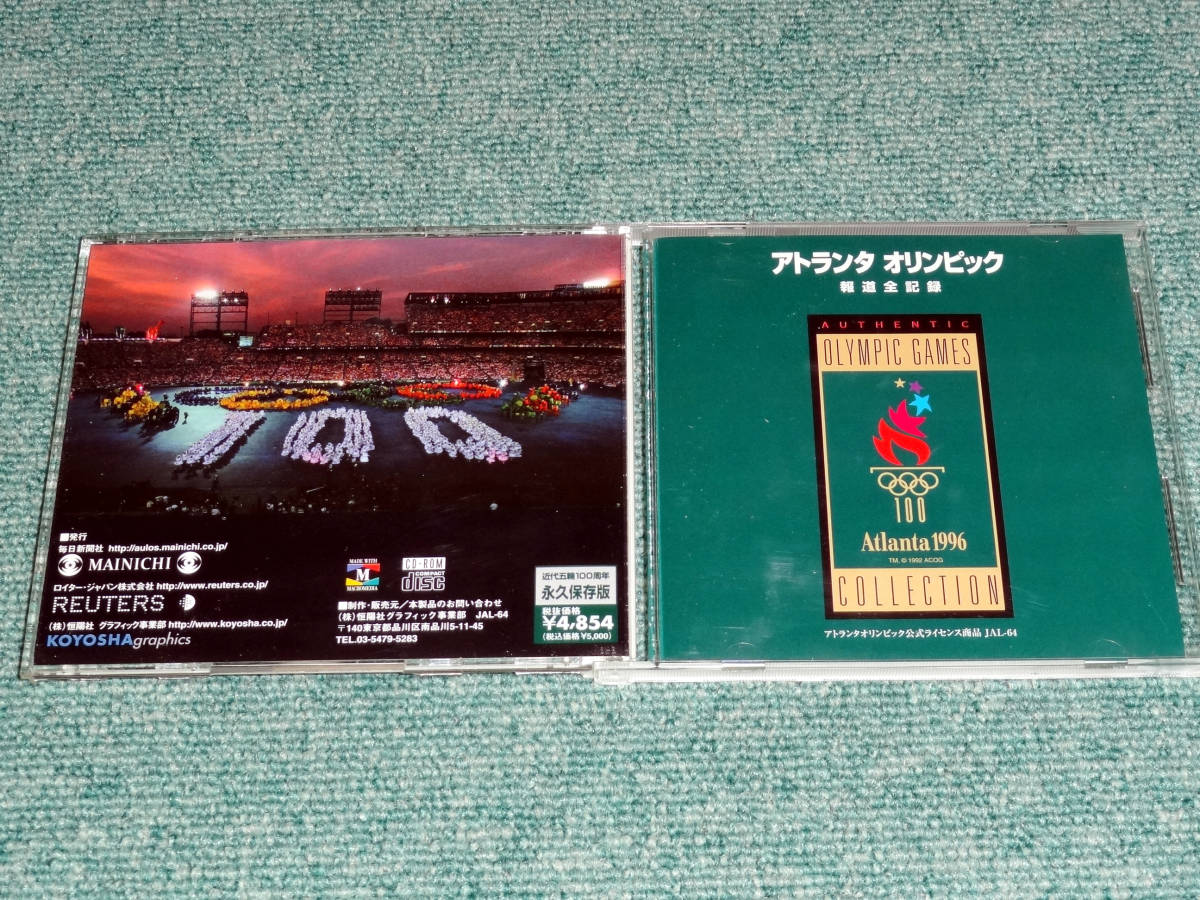 ■発行
毎日新聞社 http://aulos.mainichi.co.jp/
MAINICHI
ロイター・ジャパン株式会社 http://www.reuters.co.jp/
REUTERS
(株)恒陽社 グラフィック事業部 http://www.koyosha.co.jp/
KOYOSHAgraphics
MADE WITH
M
MACROMEDIA
CD-ROM
COMPACT
disc
■制作・販売元/本製品のお問い合わせ
(株)恒陽社グラフィック事業部 JAL-64
〒140東京都品川区南品川5-11-45
TEL.03-5479-5283
近代五輪100周年
永久保存版
税抜価格
¥4,854
(税込価格¥5,000)
アトランタ オリンピック
報道全記録
AUTHENTIC
OLYMPIC GAMES
100
Atlanta 1996
TM, © 1992 ACOG
COLLECTION
アトランタオリンピック公式ライセンス商品 JAL-64
100